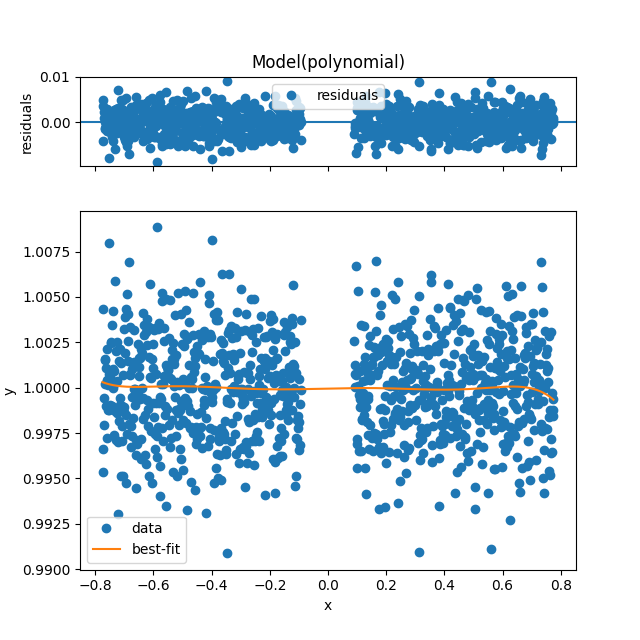 Model(polynomial)
0.01
0.00
residuals
residuals
1.0075
1.0050
1.0025
1.0000
0.9975
0.9950
0.9925
0.9900
y
data
best-fit
−0.8 −0.6 −0.4 −0.2 0.0 0.2 0.4 0.6 0.8
x